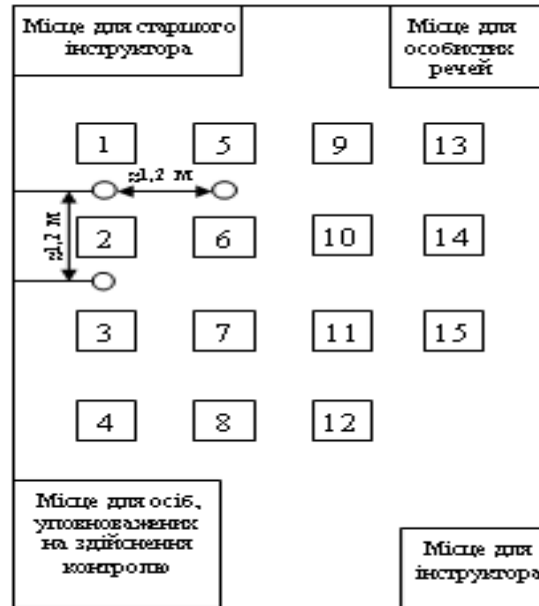 Місце для старшого
інструктора
Місце для
особистих
речей
1
5
9
13
≈1,2 м
≈1,2 м
2
6
10
14
3
7
11
15
4
8
12
Місце для осіб,
уповноважених
на здійснення
контролю
Місце для
інструктора